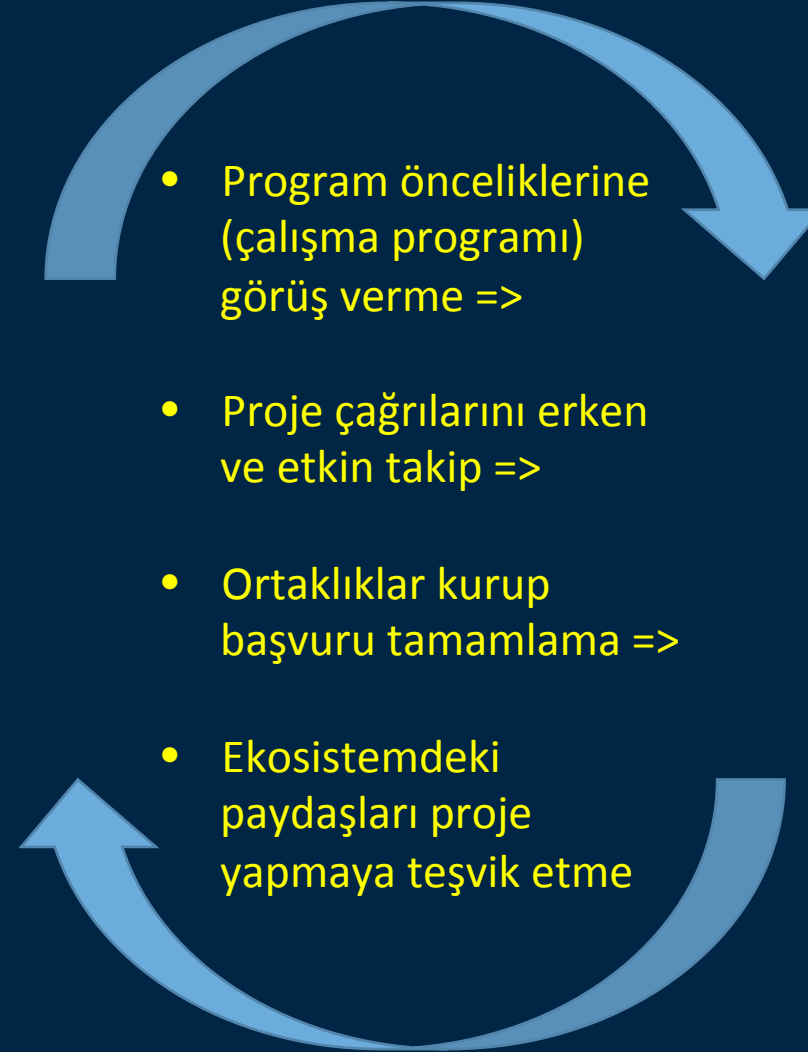 • Program önceliklerine
(çalışma programı)
görüş verme =>
• Proje çağrılarını erken
ve etkin takip =>
• Ortaklıklar kurup
başvuru tamamlama =>
• Ekosistemdeki
paydaşları proje
yapmaya teşvik etme